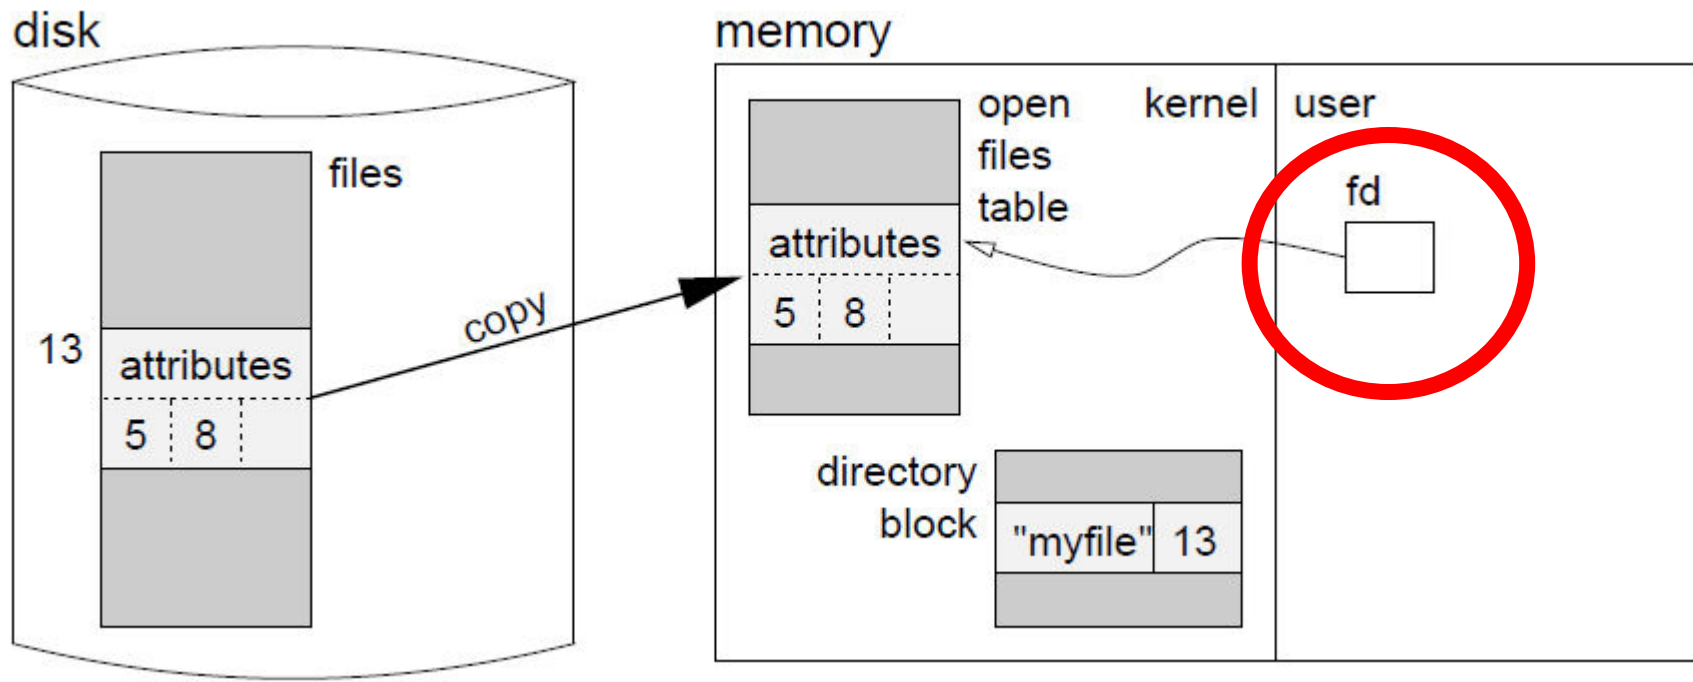 disk
files
13
attributes
5 8
copy
memory
open
files
table
kernel
user
attributes
5 8
fd
directory
block
"myfile" 13